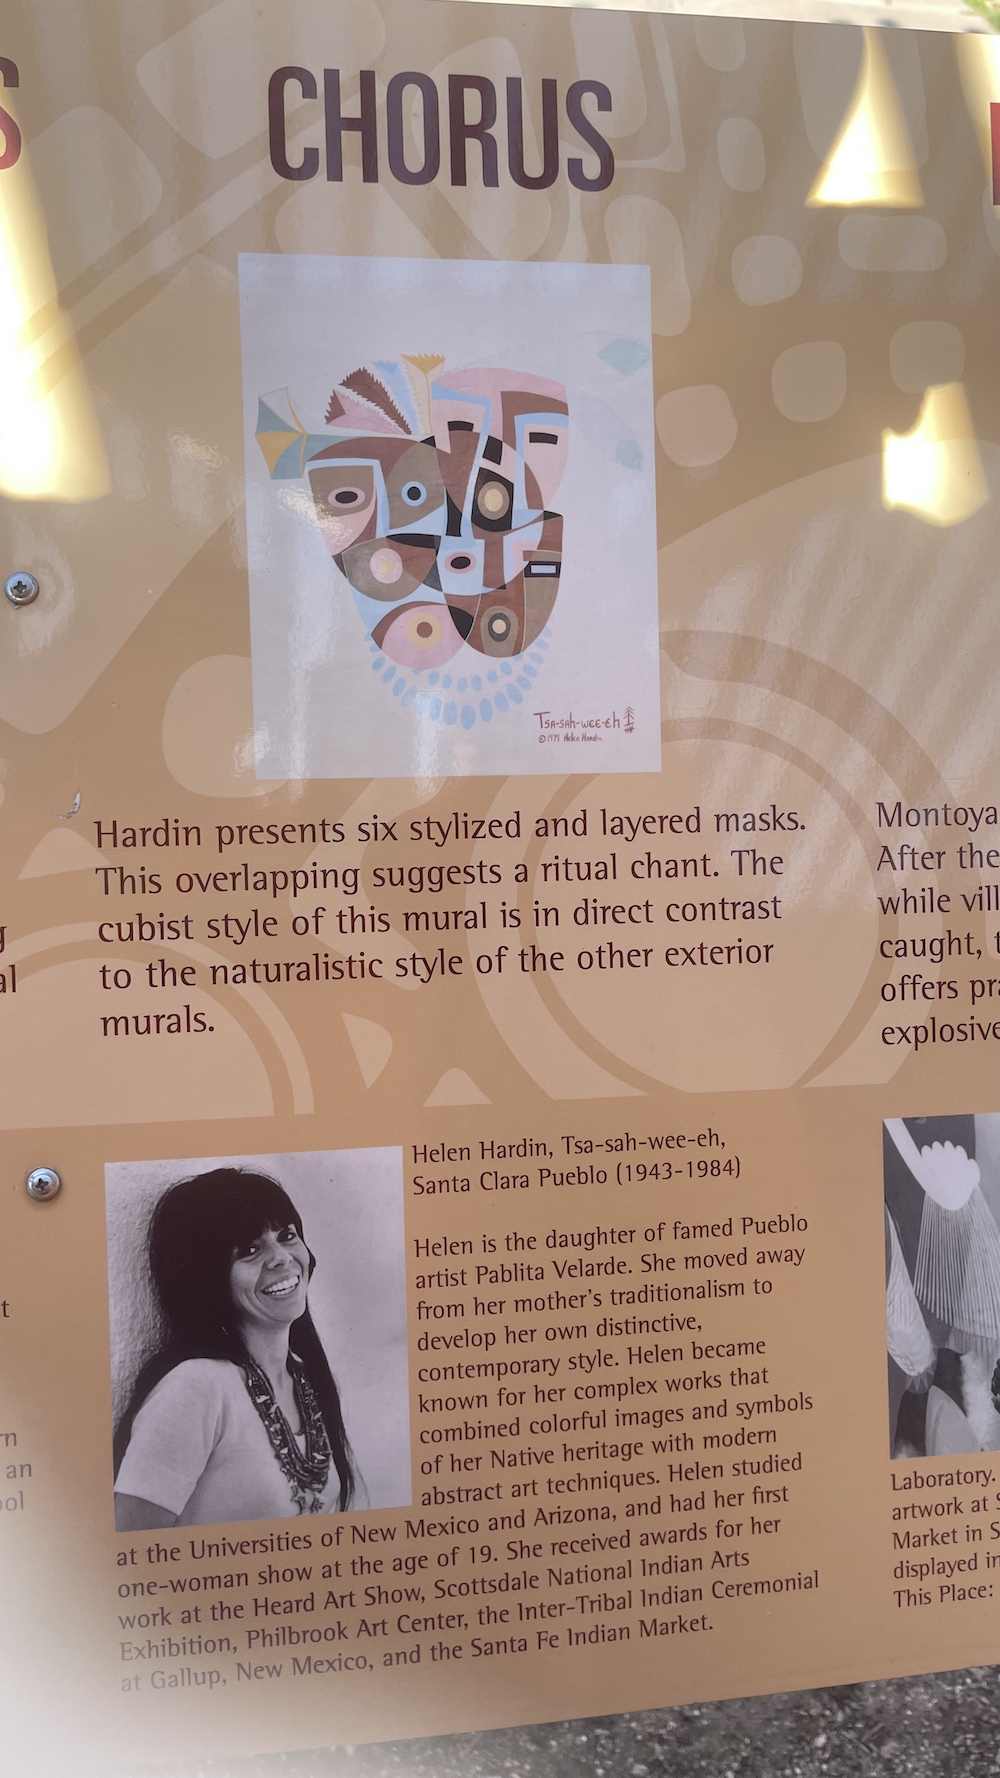 S
CHORUS
Tsa-sah-wee-eh
Helen Hardin
Hardin presents six stylized and layered masks.
This overlapping suggests a ritual chant. The
cubist style of this mural is in direct contrast
to the naturalistic style of the other exterior
murals.
Helen Hardin, Tsa-sah-wee-eh,
Santa Clara Pueblo (1943-1984)
Helen is the daughter of famed Pueblo
artist Pablita Velarde. She moved away
from her mother's traditionalism to
develop her own distinctive,
contemporary style. Helen became
known for her complex works that
combined colorful images and symbols
of her Native heritage with modern
abstract art techniques. Helen studied
at the Universities of New Mexico and Arizona, and had her first
one-woman show at the age of 19. She received awards for her
work at the Heard Art Show, Scottsdale National Indian Arts
Exhibition, Philbrook Art Center, the Inter-Tribal Indian Ceremonial
at Gallup, New Mexico, and the Santa Fe Indian Market.
Montoya
After the
while
caught,
offers
explosive
Laboratory.
artwork at
Market in
displayed
This Place: